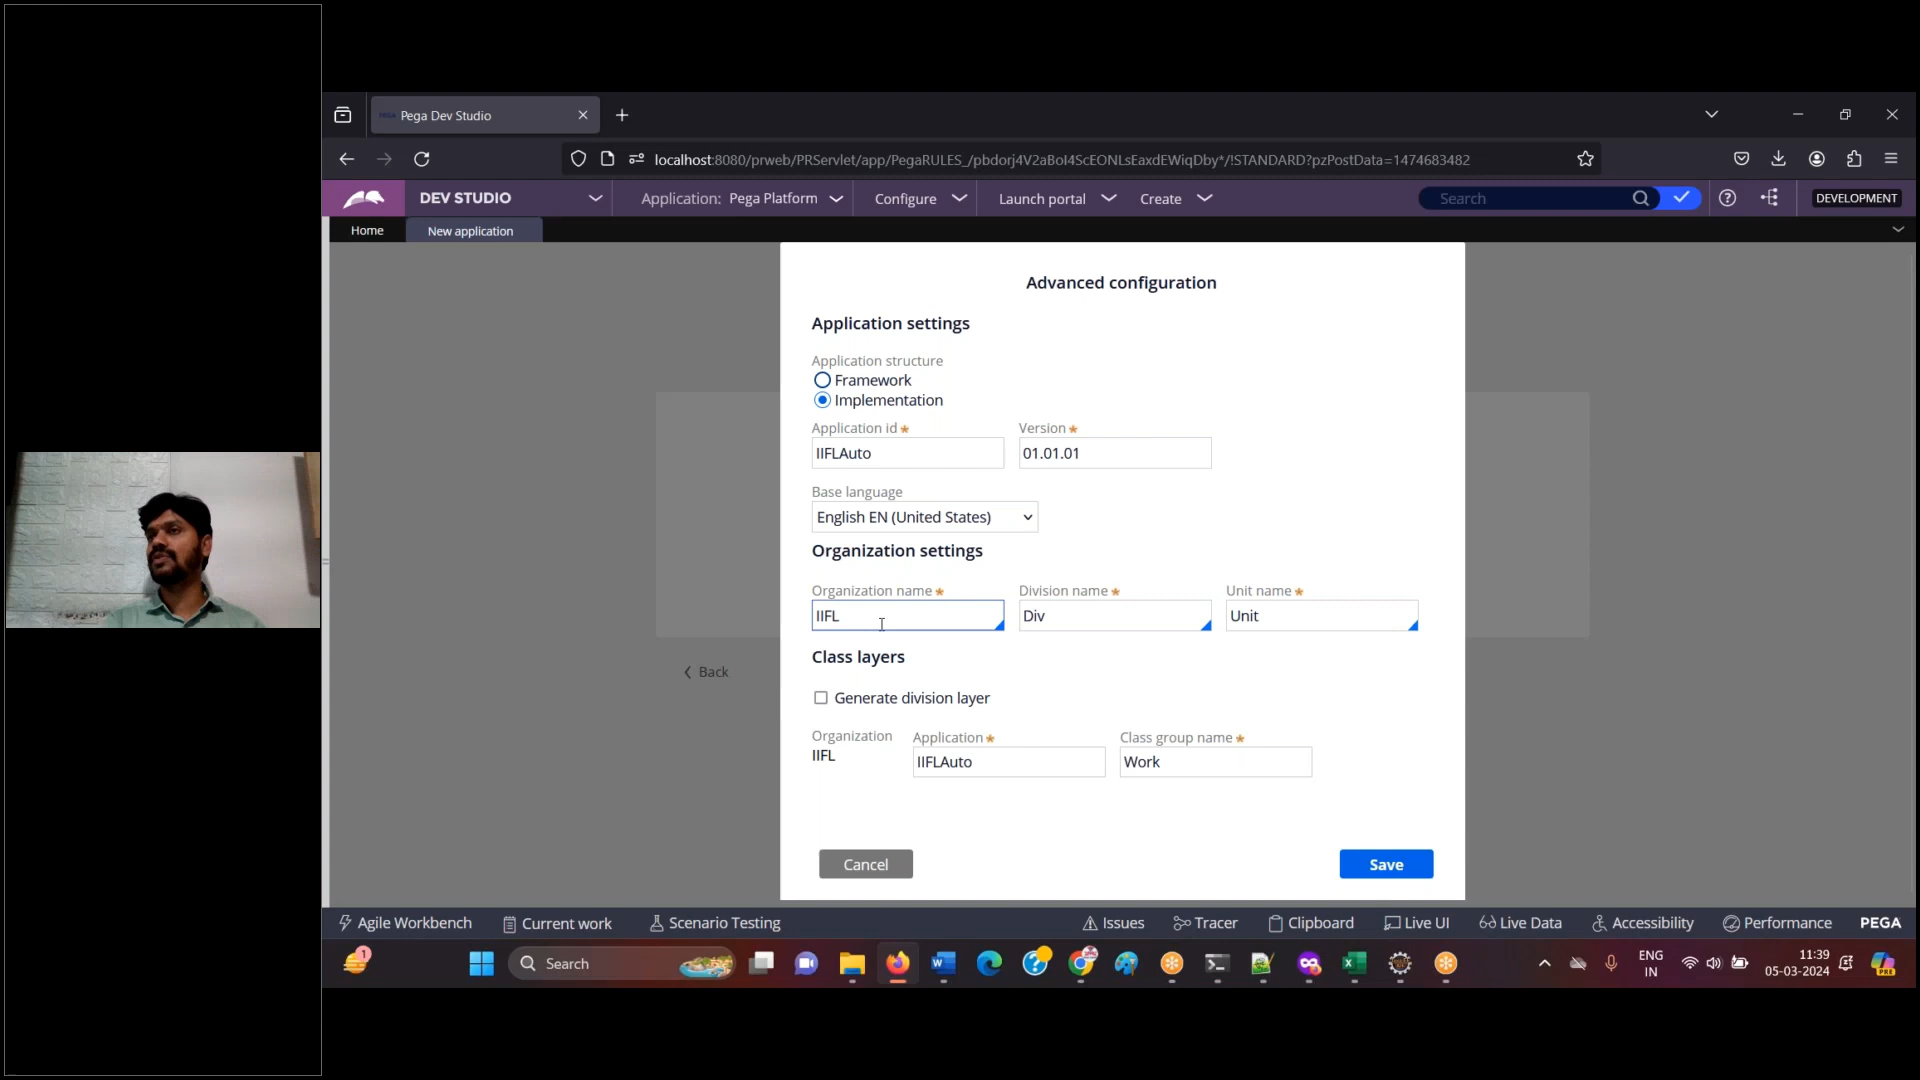 Pega Dev Studio
localhost:8080/prweb/PRServlet/app/PegaRULES_/pbdorj4V2aBoI4ScEONLsEaxdEWiqDby*/!STANDARD?pzPostData=1474683482
DEV STUDIO
Application: Pega Platform
Configure
Launch portal
Create
Search
DEVELOPMENT
Home
New application
Advanced configuration
Application settings
Application structure
Framework
Implementation
Application id *
Version *
IIFLAuto
01.01.01
Base language
English EN (United States)
Organization settings
Organization name *
Division name *
Unit name *
IIFL
Div
Unit
Back
Class layers
Generate division layer
Organization
Application *
Class group name *
IIFL
IIFLAuto
Work
Cancel
Save
Agile Workbench
Current work
Scenario Testing
Issues
Tracer
Clipboard
Live UI
Live Data
Accessibility
Performance
PEGA
1
Search
ENG
IN
11:39
05-03-2024
PRE